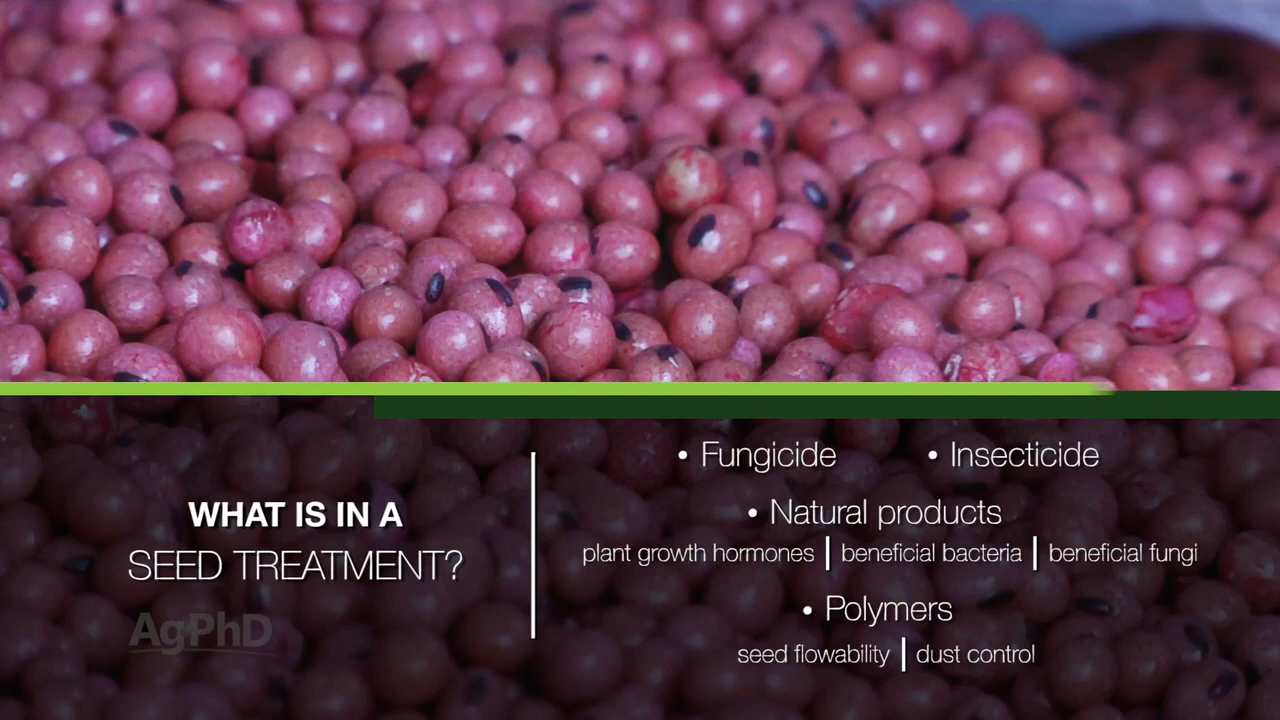 WHAT IS IN A
SEED TREATMENT?
AgPhD
• Fungicide • Insecticide
• Natural products
plant growth hormones | beneficial bacteria | beneficial fungi
• Polymers
seed flowability | dust control